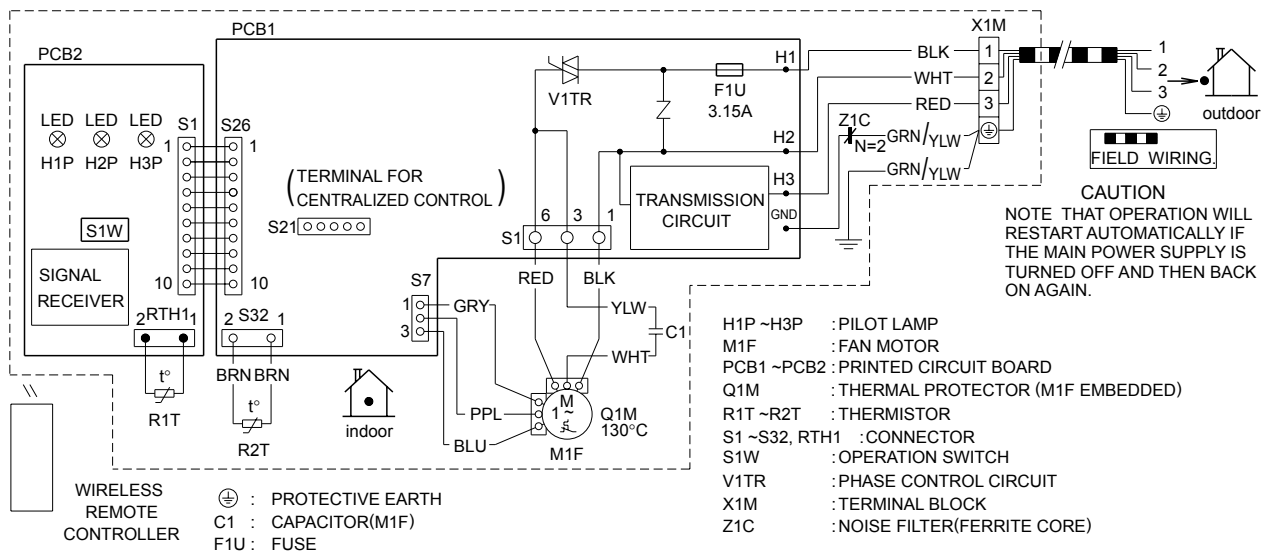 PCB1
X1M
PCB2
H1
BLK
1
1
2
3
outdoor
V1TR
F1U
3.15A
WHT
2
RED
3
LED LED LED
H1P H2P H3P
S1 S26
1 1
H2
Z1C
N=2
GRN/YLW
GRN/YLW
FIELD WIRING.
(TERMINAL FOR
CENTRALIZED CONTROL)
S21
TRANSMISSION
CIRCUIT
H3
GND
CAUTION
NOTE THAT OPERATION WILL
RESTART AUTOMATICALLY IF
THE MAIN POWER SUPPLY IS
TURNED OFF AND THEN BACK
ON AGAIN.
S1W
6 3 1
S1
SIGNAL
RECEIVER
10 10
RED BLK
S7
1
3
GRY
YLW
C1
WHT
2 RTH1 1
2 S32 1
BRN BRN
t°
R1T
t°
R2T
indoor
PPL
BLU
1
M
~
M1F
Q1M
130°C
H1P ~H3P : PILOT LAMP
M1F : FAN MOTOR
PCB1 ~PCB2 : PRINTED CIRCUIT BOARD
Q1M : THERMAL PROTECTOR (M1F EMBEDDED)
R1T ~R2T : THERMISTOR
S1 ~S32, RTH1 : CONNECTOR
S1W : OPERATION SWITCH
V1TR : PHASE CONTROL CIRCUIT
X1M : TERMINAL BLOCK
Z1C : NOISE FILTER(FERRITE CORE)
WIRELESS
REMOTE
CONTROLLER
: PROTECTIVE EARTH
C1 : CAPACITOR(M1F)
F1U : FUSE